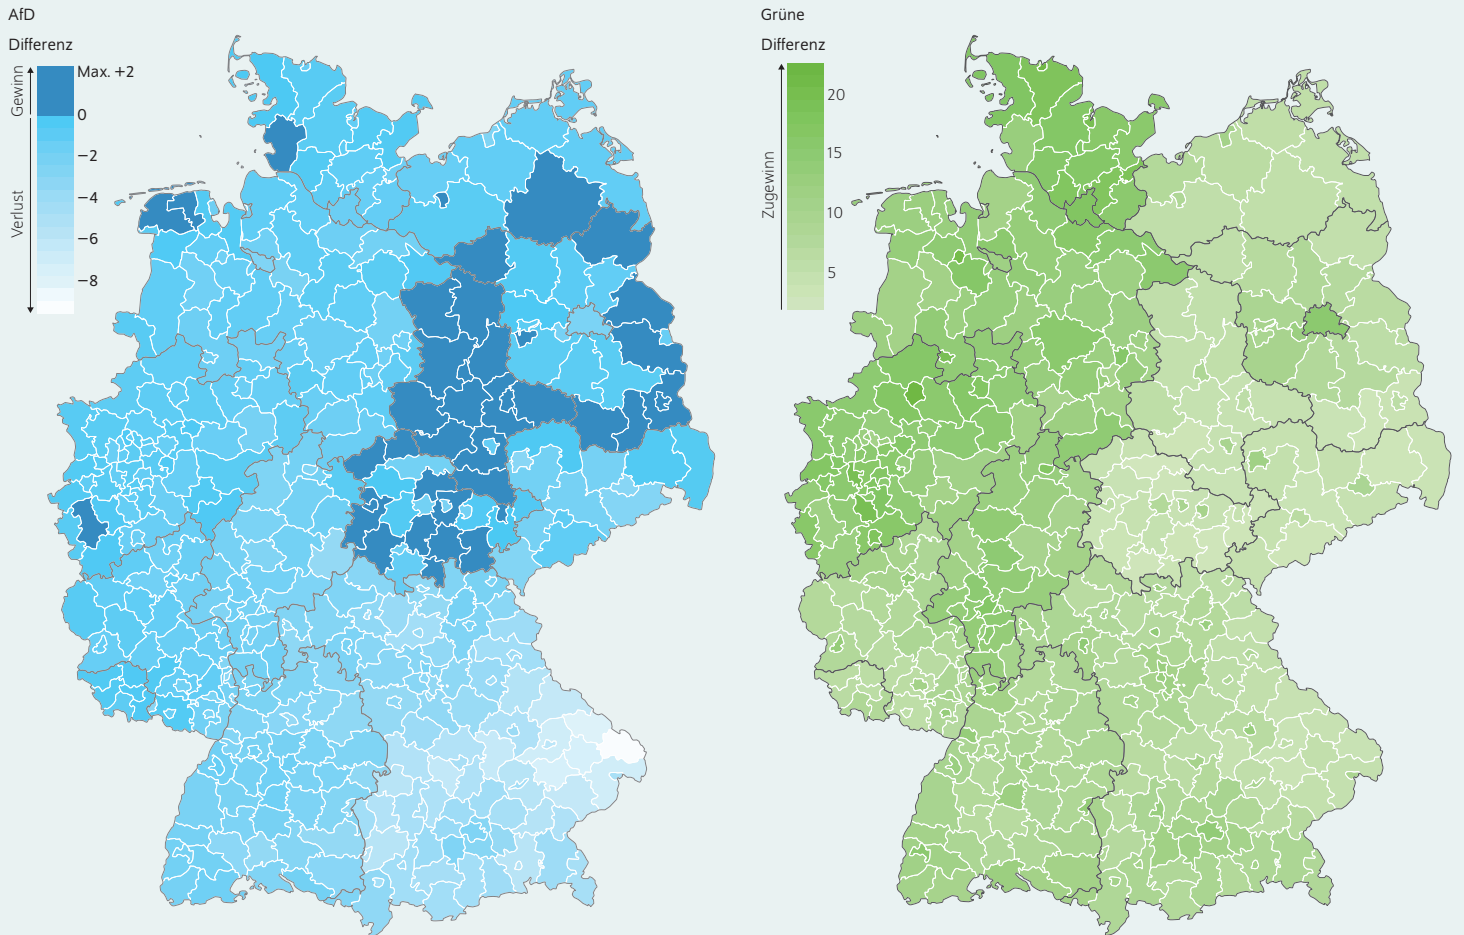 AfD
Differenz
Gewinn
Verlust
Max. +2
0
−2
−4
−6
−8
Grüne
Differenz
Zugewinn
20
15
10
5